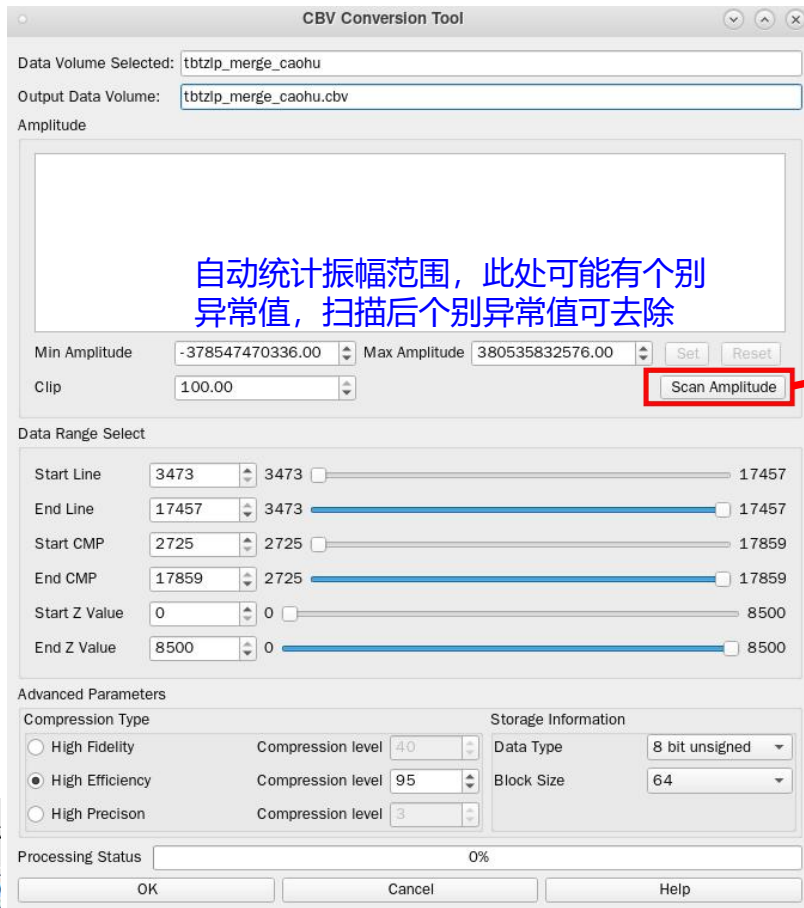 CBV Conversion Tool
Data Volume Selected: tbtzlp_merge_caohu
Output Data Volume: tbtzlp_merge_caohu.cbv
Amplitude
自动统计振幅范围，此处可能有个别
异常值，扫描后个别异常值可去除
Min Amplitude -378547470336.00 Max Amplitude 380535832576.00 Set Reset
Clip 100.00 Scan Amplitude
Data Range Select
Start Line 3473 3473 17457
End Line 17457 3473 17457
Start CMP 2725 2725 17859
End CMP 17859 2725 17859
Start Z Value 0 0 8500
End Z Value 8500 0 8500
Advanced Parameters
Compression Type Storage Information
High Fidelity Compression level 40 Data Type 8 bit unsigned
High Efficiency Compression level 95 Block Size 64
High Precison Compression level 3
Processing Status 0%
OK Cancel Help